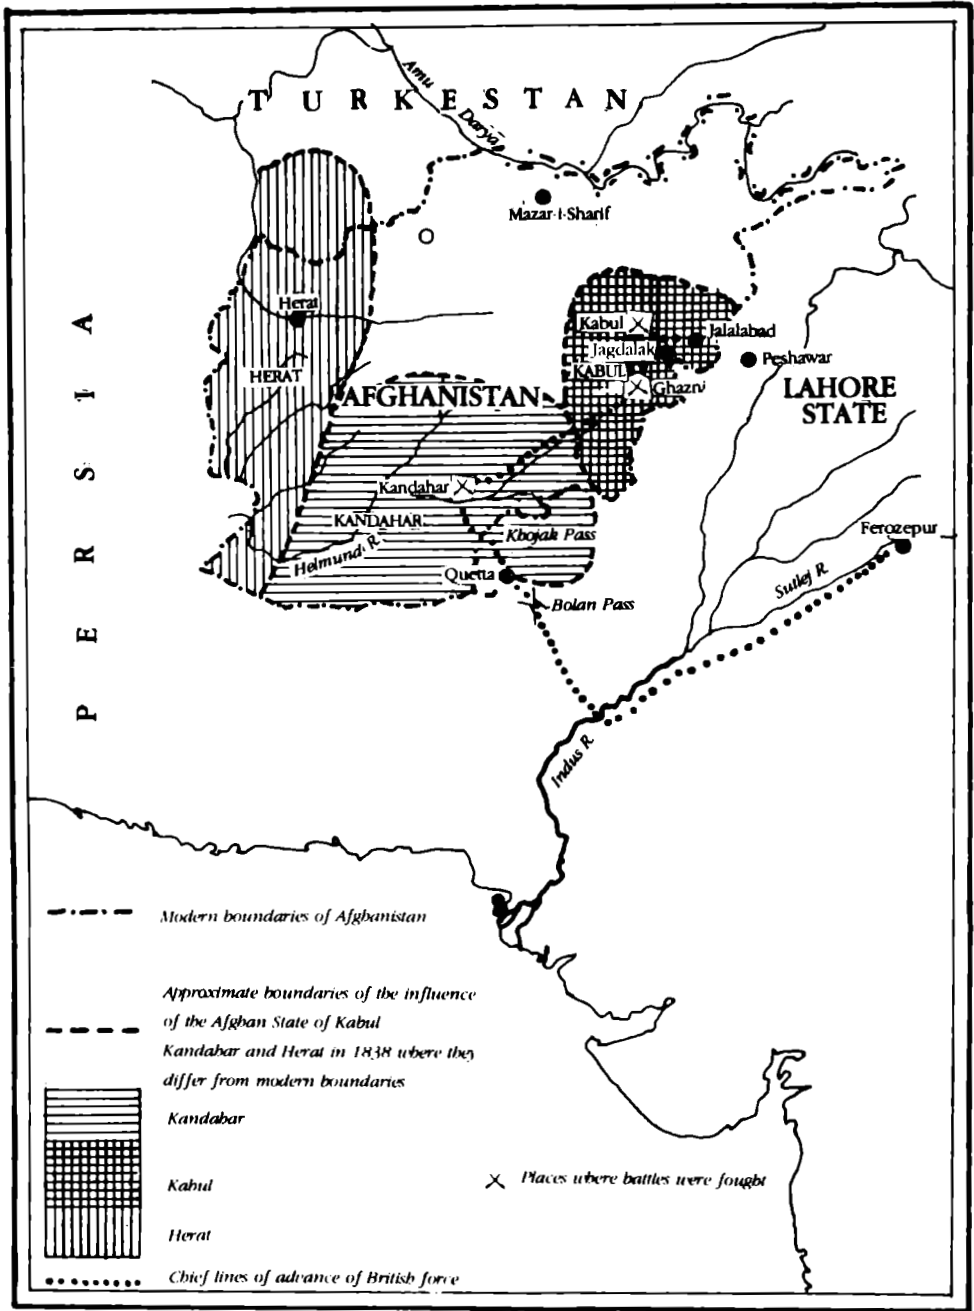 TURKESTAN
Amu
Darya
Mazar-i-Sharif
Herat
HERAT
PERSIA
Kabul
Jalalabad
Jagdalak
Peshawar
KABUL
Ghazni
AFGHANISTAN
LAHORE
STATE
Kandahar
KANDAHAR
Khojak Pass
Helmund R.
Quetta
Bolan Pass
Ferozepur
Sutlej R.
Indus R.
Modern boundaries of Afghanistan
Approximate boundaries of the influence
of the Afghan State of Kabul
Kandahar and Herat in 1838 where they
differ from modern boundaries
Kandahar
Kabul
Places where battles were fought
Herat
Chief lines of advance of British force